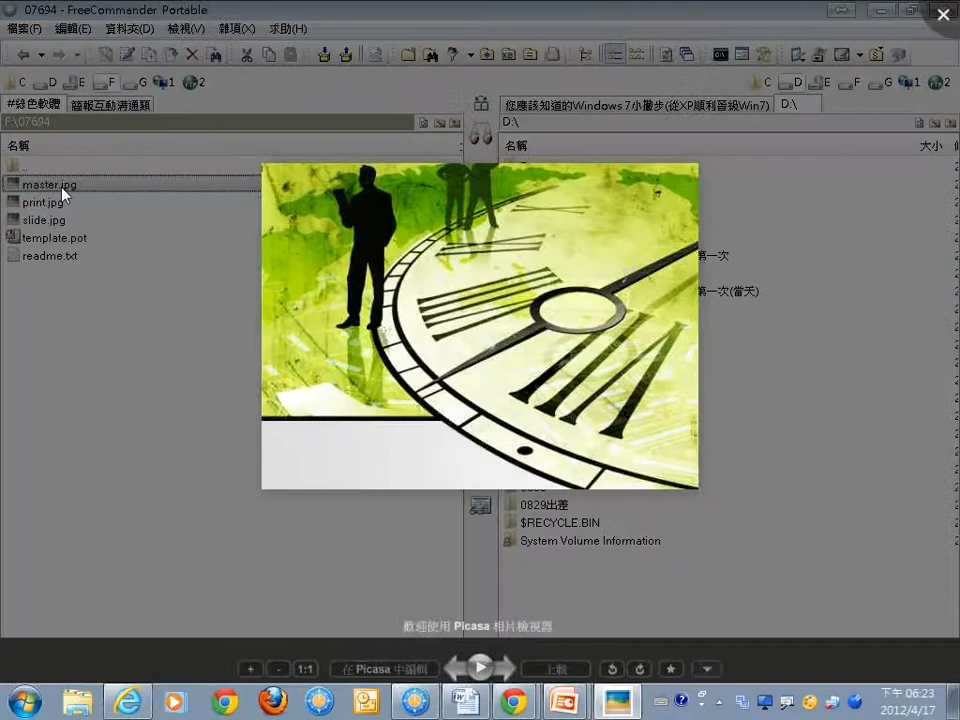 07694 - FreeCommander Portable
檔案(F) 編輯(E) 資料夾(D) 檢視(V) 雜項(X) 求助(H)
C D E F G 1 2
C D E F G 1 2
#綠色軟體 簡報互動溝通類
您應該知道的Windows 7小撇步(從XP順利晉級Win7) D:\
F:\07694
D:\
名稱
名稱 大小
..
master.jpg
print.jpg
slide.jpg
template.pot
readme.txt
第一次
第一次(當天)
0829出差
$RECYCLE.BIN
System Volume Information
歡迎使用 Picasa 相片檢視器
+ - 1:1 在 Picasa 中編輯 上載
下午 06:23
2012/4/17